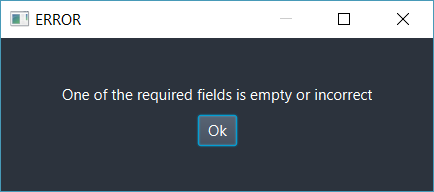 ERROR
One of the required fields is empty or incorrect
Ok